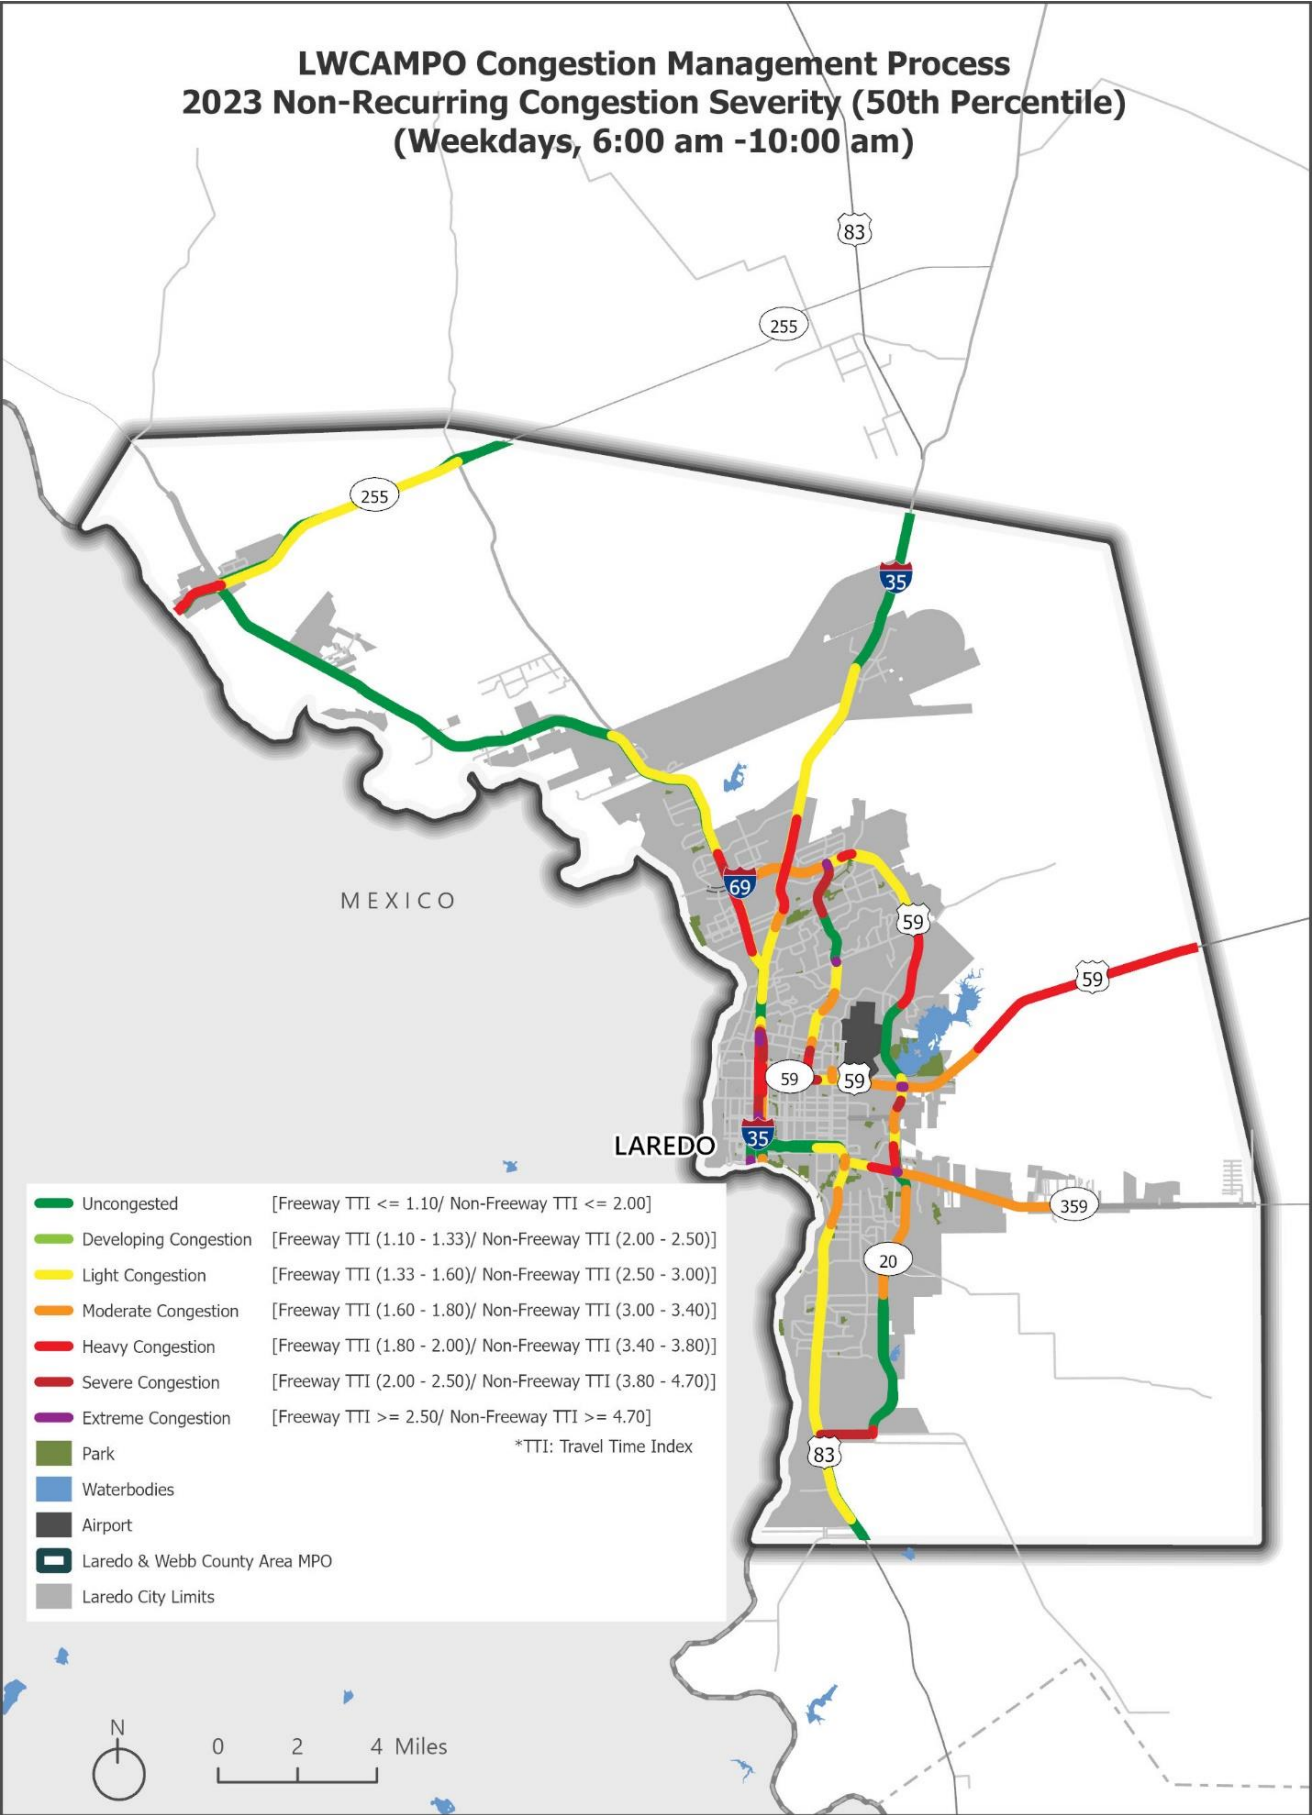 LWCAMPO Congestion Management Process
2023 Non-Recurring Congestion Severity (50th Percentile)
(Weekdays, 6:00 am -10:00 am)
83
255
255
35
69
59
59
MEXICO
59
59
35
LAREDO
359
20
83
Uncongested [Freeway TTI <= 1.10/ Non-Freeway TTI <= 2.00]
Developing Congestion [Freeway TTI (1.10 - 1.33)/ Non-Freeway TTI (2.00 - 2.50)]
Light Congestion [Freeway TTI (1.33 - 1.60)/ Non-Freeway TTI (2.50 - 3.00)]
Moderate Congestion [Freeway TTI (1.60 - 1.80)/ Non-Freeway TTI (3.00 - 3.40)]
Heavy Congestion [Freeway TTI (1.80 - 2.00)/ Non-Freeway TTI (3.40 - 3.80)]
Severe Congestion [Freeway TTI (2.00 - 2.50)/ Non-Freeway TTI (3.80 - 4.70)]
Extreme Congestion [Freeway TTI >= 2.50/ Non-Freeway TTI >= 4.70]
*TTI: Travel Time Index
Park
Waterbodies
Airport
Laredo & Webb County Area MPO
Laredo City Limits
N
0 2 4 Miles